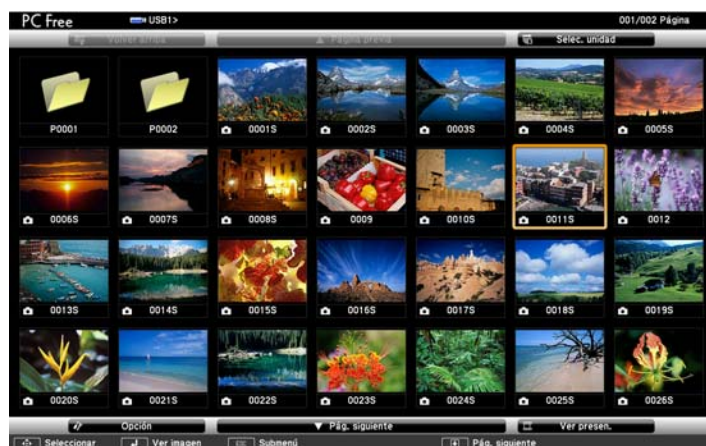 PC Free USB1> 001/002 Página
Volver arriba ▲ Página previa Selec. unidad
P0001 P0002 0001S 0002S 0003S 0004S 0005S
0006S 0007S 0008S 0009 0010S 0011S 0012
0013S 0014S 0015S 0016S 0017S 0018S 0019S
0020S 0021S 0022S 0023S 0024S 0025S 0026S
Opción ▼ Pág. siguiente Ver presen.
Seleccionar Ver imagen Esc Submenú Pág. siguiente